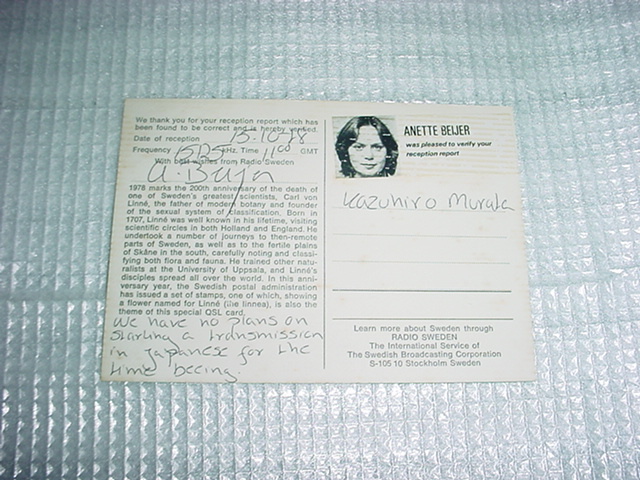 We thank you for your reception report which has
been found to be correct and is hereby verified.
Date of reception 15-10-78
Frequency kHz Time 11 00 GMT
With best wishes from Radio Sweden
A. Beijer
1978 marks the 200th anniversary of the death of
one of Sweden's greatest scientists, Carl von
Linné, the father of modern botany and founder
of the sexual system of classification. Born in
1707, Linné was well known in his lifetime, visiting
scientific circles in both Holland and England. He
undertook a number of journeys to then-remote
parts of Sweden, as well as to the fertile plains
of Skåne in the south, carefully noting and classi-
fying both flora and fauna. He trained other natu-
ralists at the University of Uppsala, and Linné's
disciples spread all over the world. In this anni-
versary year, the Swedish postal administration
has issued a set of stamps, one of which, showing
a flower named for Linné (the linnea), is also the
theme of this special QSL card.
We have no plans on
starting a transmission
in Japanese for the
time beeing.
ANETTE BEIJER
was pleased to verify your
reception report
Kazuhiro Murata
Learn more about Sweden through
RADIO SWEDEN
The International Service of
The Swedish Broadcasting Corporation
S-105 10 Stockholm Sweden